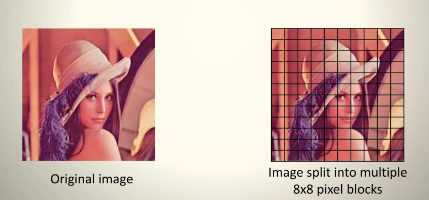 Original image
Image split into multiple
8x8 pixel blocks